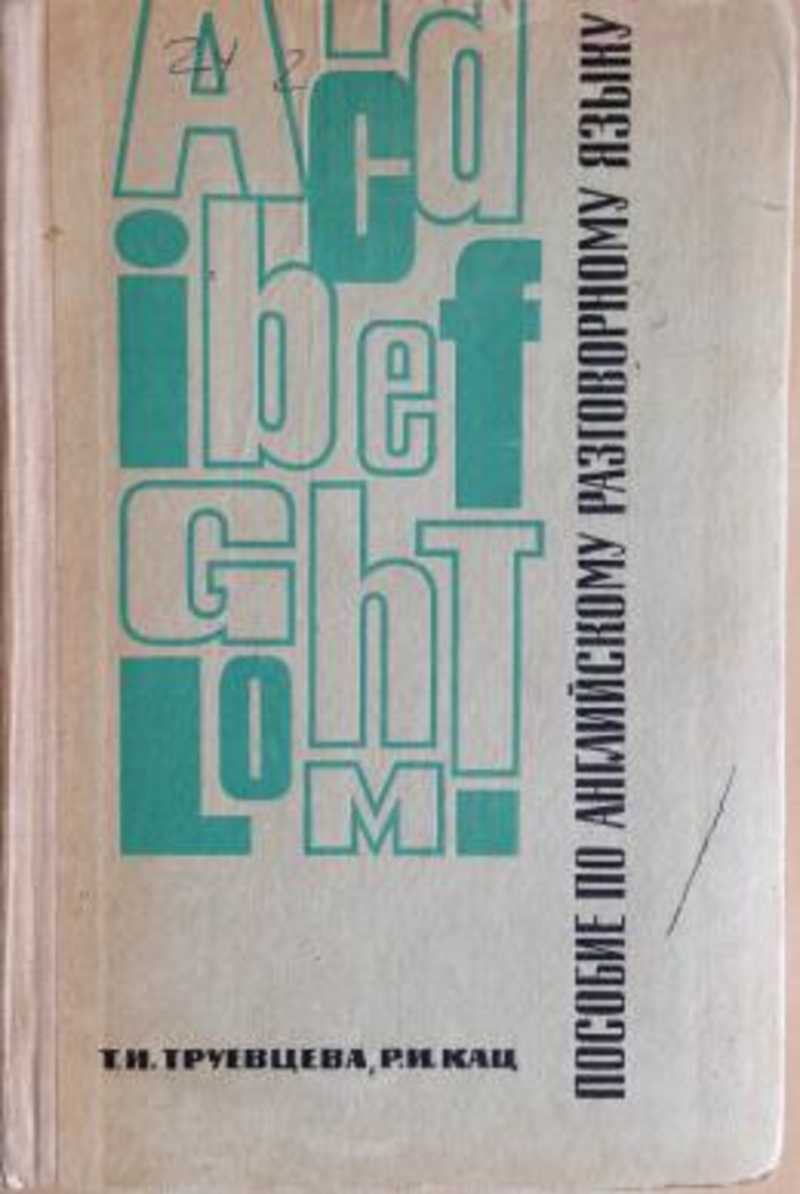 A c d
i b e f
G h T
L o m
ПОСОБИЕ ПО АНГЛИЙСКОМУ РАЗГОВОРНОМУ ЯЗЫКУ
Т.И. ТРУЕВЦЕВА, Р.И. КАЦ